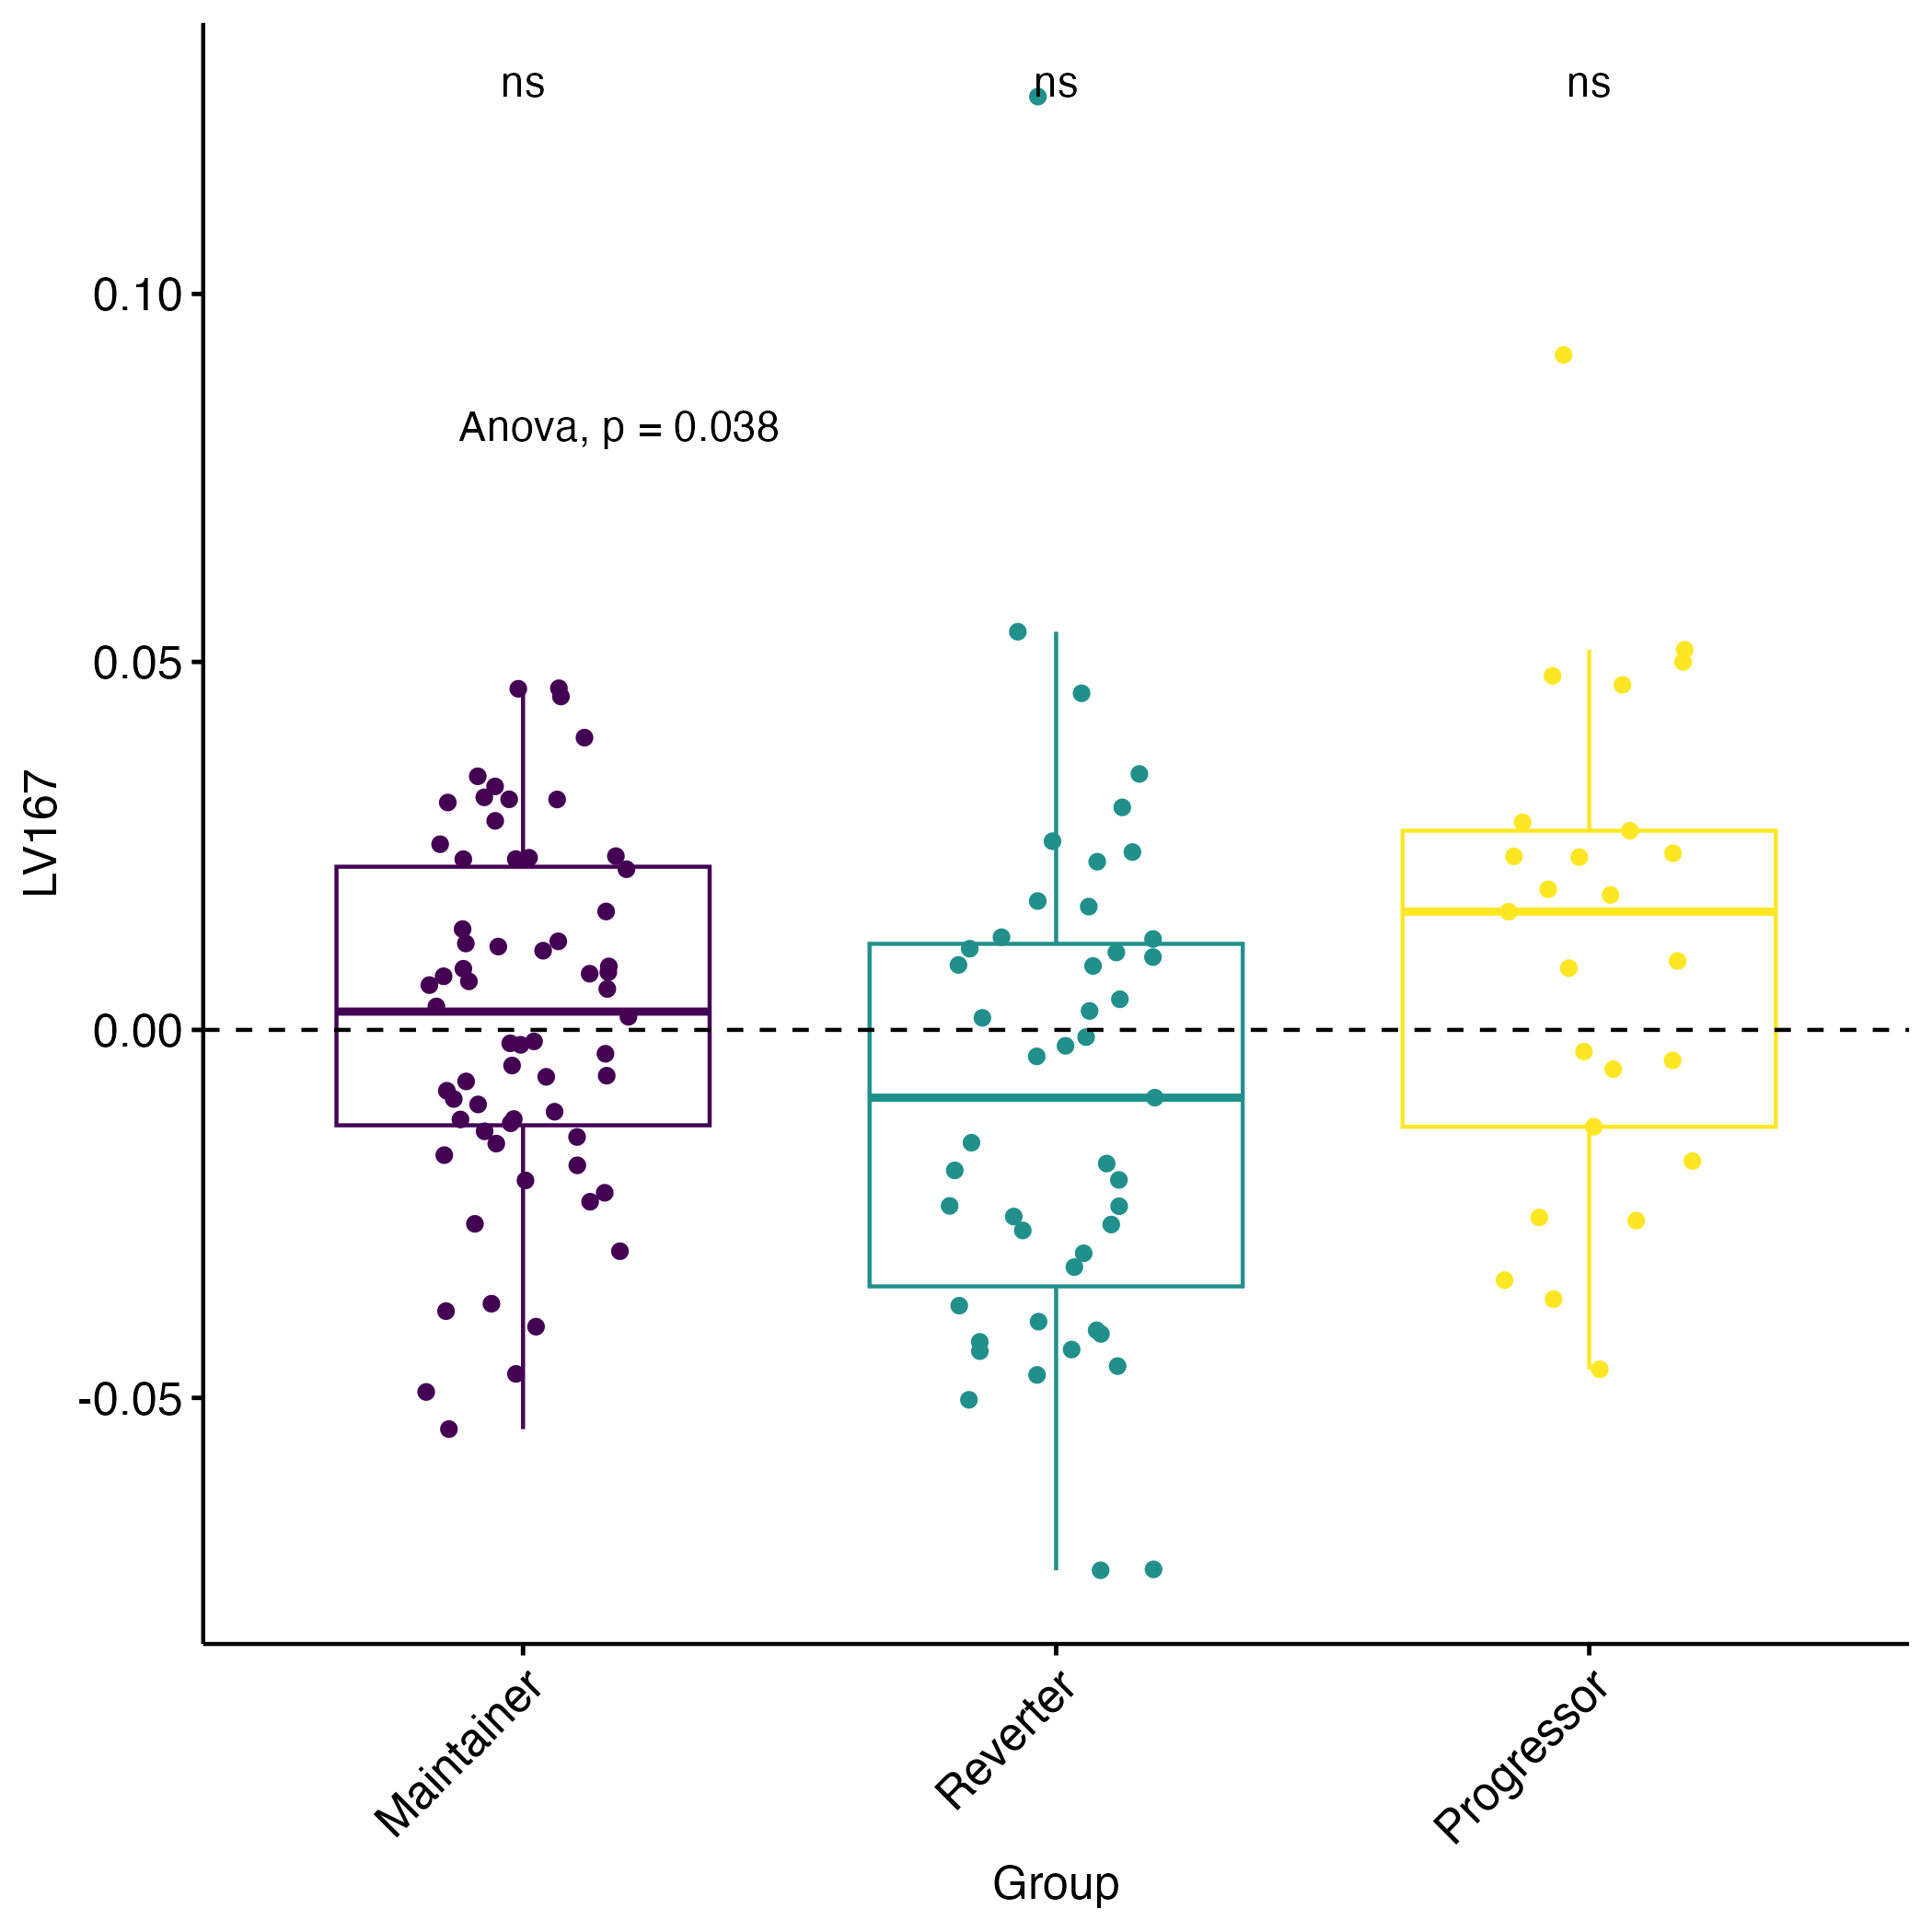 ns ns ns
0.10
Anova, p = 0.038
0.05
LV167
0.00
-0.05
Maintainer Reverter Progressor
Group